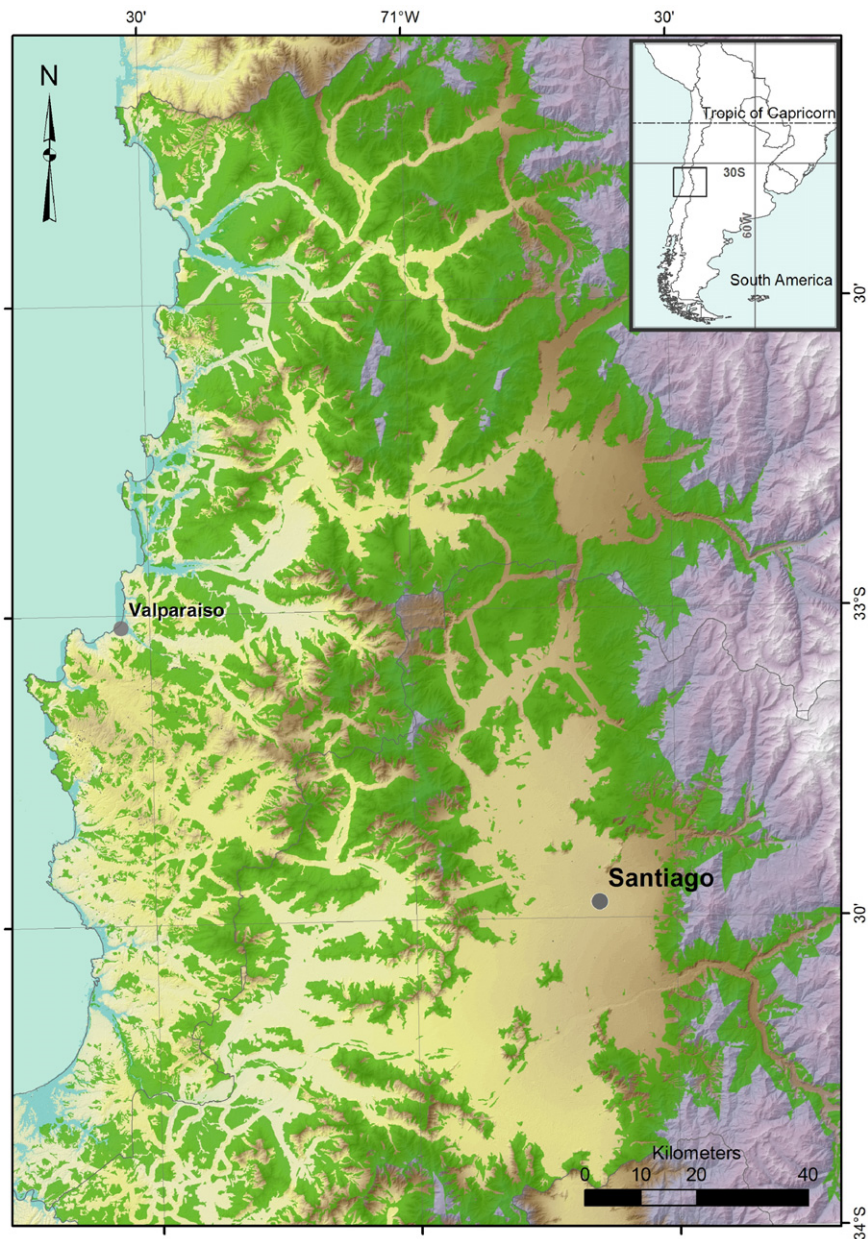 30'
71°W
30'
N
Tropic of Capricorn
30S
60W
South America
30'
33°S
Valparaiso
Santiago
30'
Kilometers
0 10 20 40
34°S